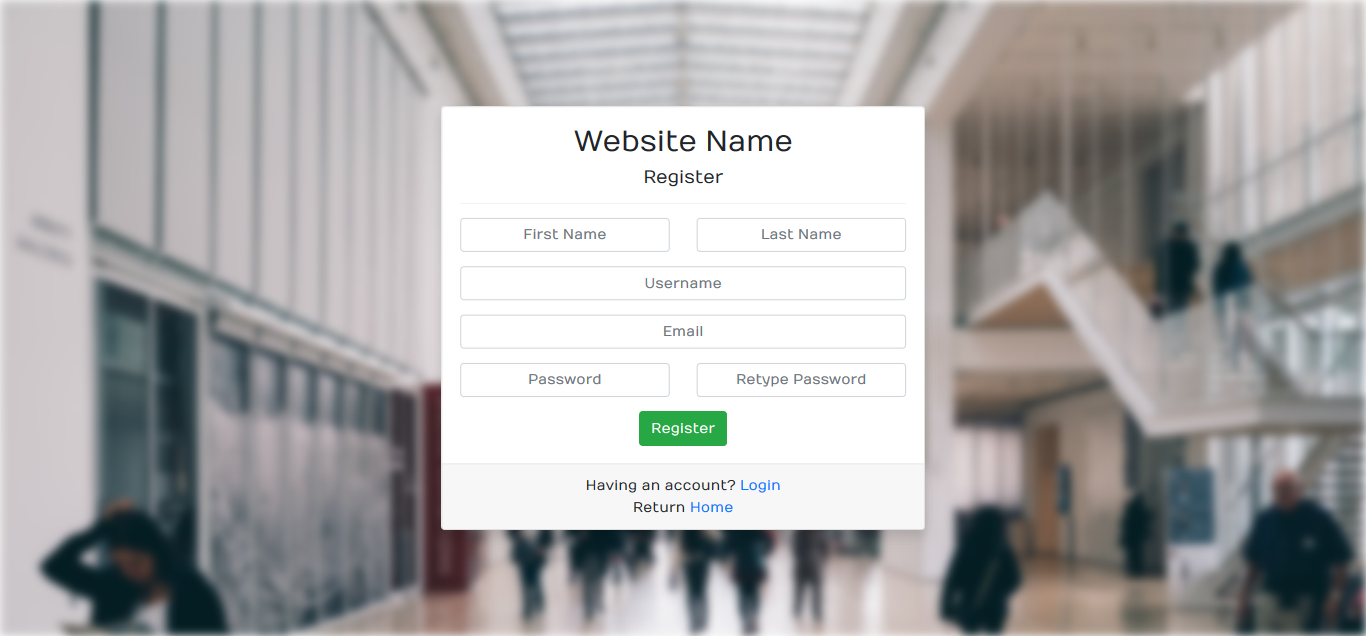 Website Name
Register
First Name Last Name
Username
Email
Password Retype Password
Register
Having an account? Login
Return Home